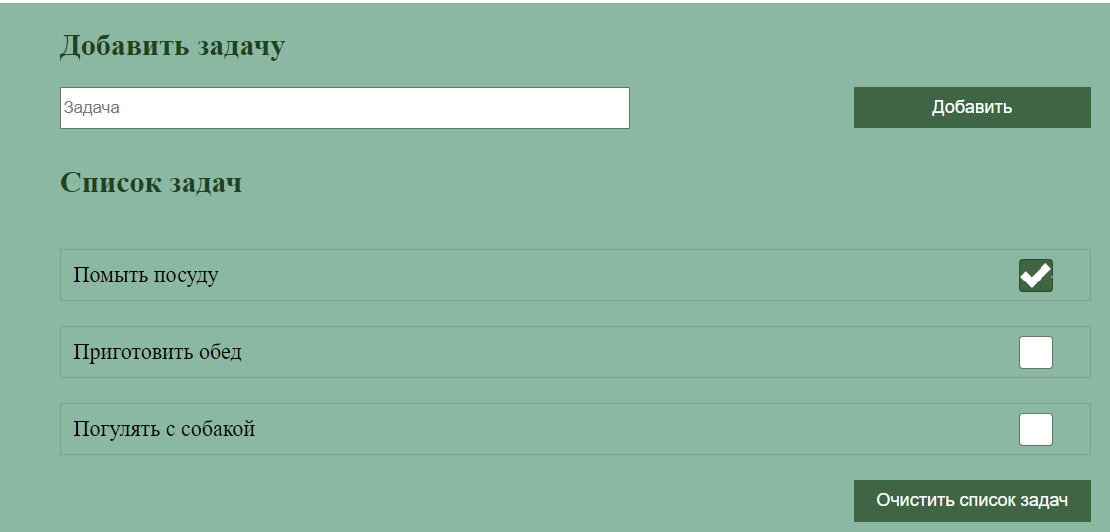 Добавить задачу
Задача
Добавить
Список задач
Помыть посуду
Приготовить обед
Погулять с собакой
Очистить список задач